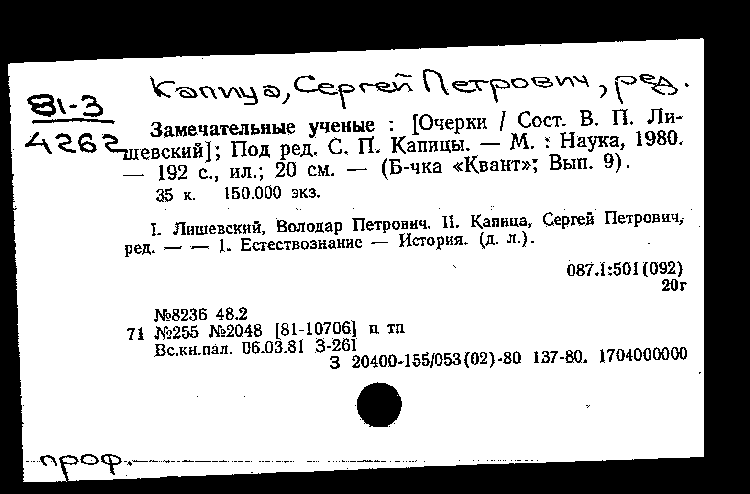 Капица, Сергей Петрович, ред.
81-3
4262
Замечательные ученые : [Очерки / Сост. В. П. Ли-
шевский]; Под ред. С. П. Капицы. — М. : Наука, 1980.
— 192 с., ил.; 20 см. — (Б-чка «Квант»; Вып. 9).
35 к. 150.000 экз.
I. Лишевский, Володар Петрович. II. Капица, Сергей Петрович,
ред. — — 1. Естествознание — История. (д. л.).
087.1:501(092)
20г
№8236 48.2
71 №255 №2048 [81-10706] п тп
Вс.кн.пал. 06.03.81 З-261
З 20400-155/053(02)-80 137-80. 1704000000
проф.